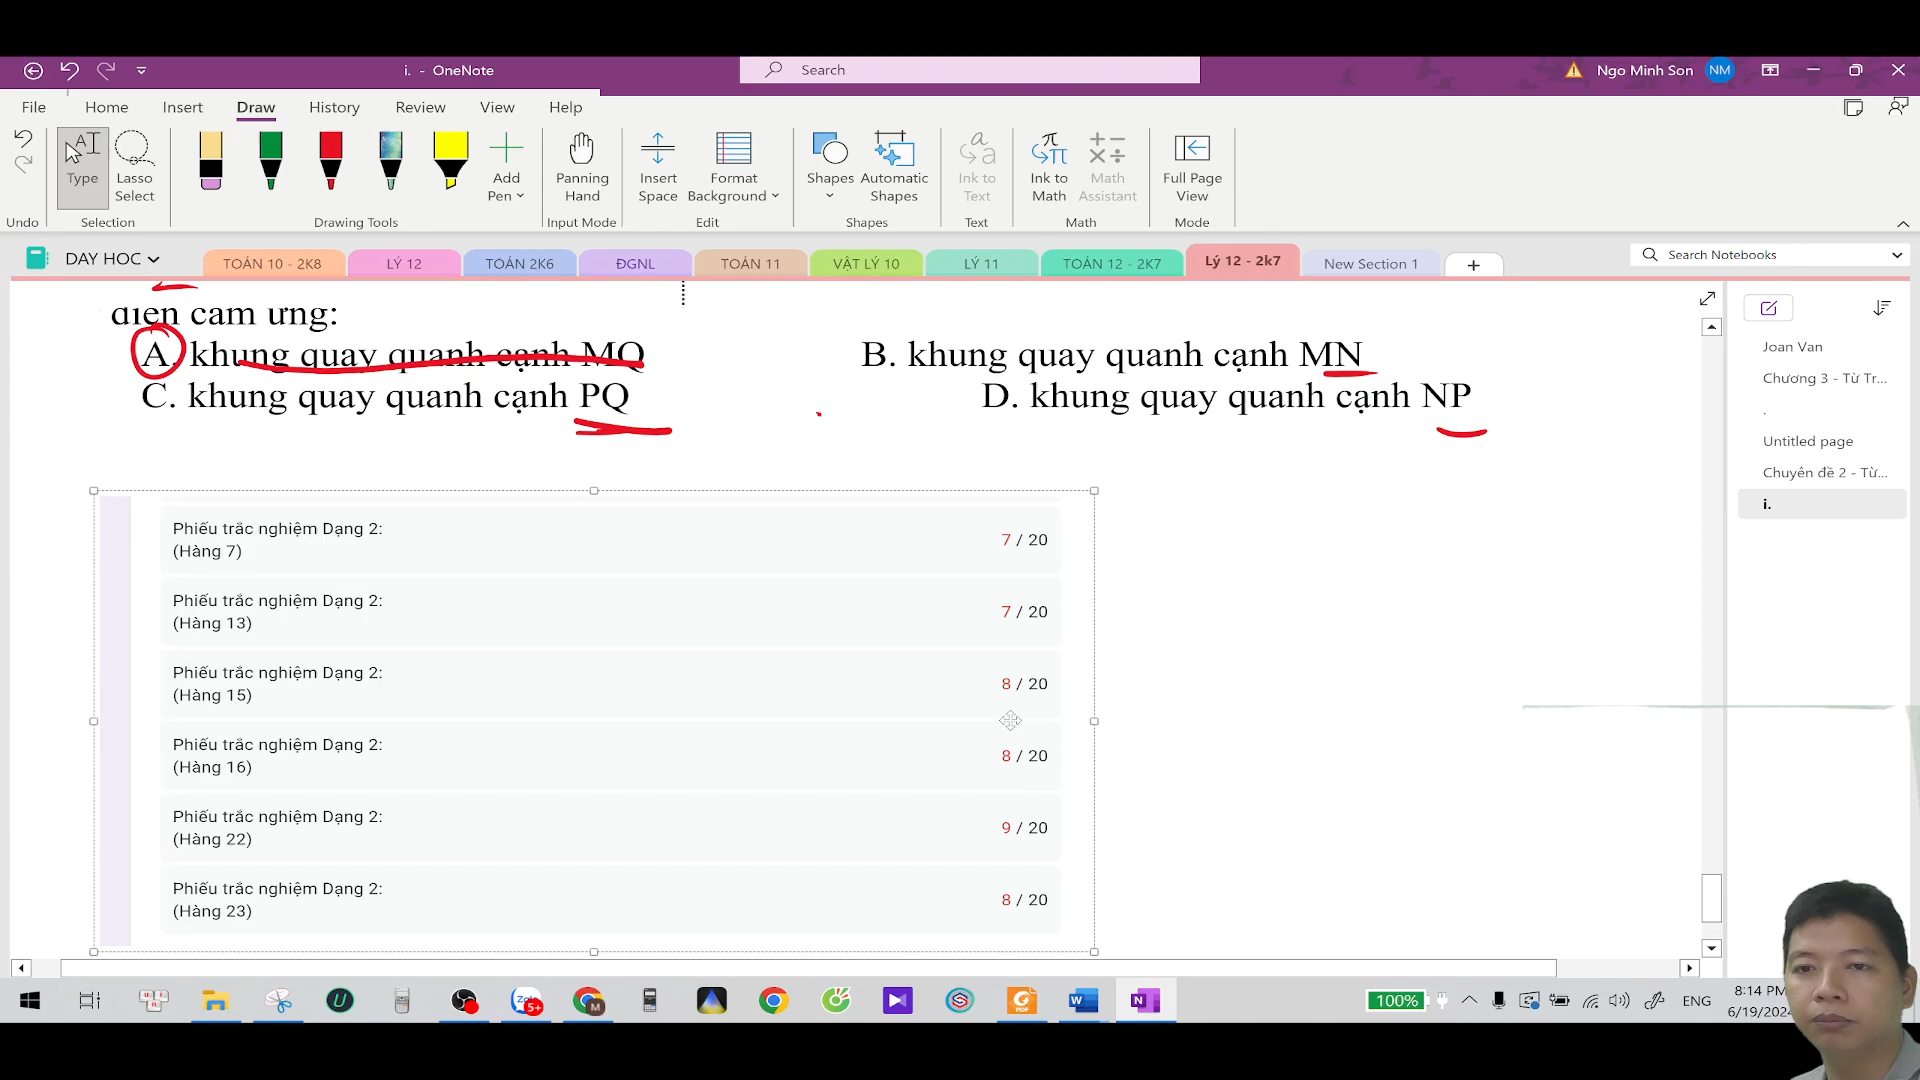 i. - OneNote
Search
Ngo Minh Son
NM
File Home Insert Draw History Review View Help
Type
Lasso Select
Add Pen
Panning Hand
Insert Space
Format Background
Shapes
Automatic Shapes
Ink to Text
Ink to Math
Math Assistant
Full Page View
Undo Selection Drawing Tools Input Mode Edit Shapes Text Math Mode
DAY HOC
TOÁN 10 - 2K8 LÝ 12 TOÁN 2K6 ĐGNL TOÁN 11 VẬT LÝ 10 LÝ 11 TOÁN 12 - 2K7 Lý 12 - 2k7 New Section 1 +
Search Notebooks
điện cảm ứng:
A. khung quay quanh cạnh MQ B. khung quay quanh cạnh MN
C. khung quay quanh cạnh PQ D. khung quay quanh cạnh NP
Phiếu trắc nghiệm Dạng 2:
(Hàng 7)
7 / 20
Phiếu trắc nghiệm Dạng 2:
(Hàng 13)
7 / 20
Phiếu trắc nghiệm Dạng 2:
(Hàng 15)
8 / 20
Phiếu trắc nghiệm Dạng 2:
(Hàng 16)
8 / 20
Phiếu trắc nghiệm Dạng 2:
(Hàng 22)
9 / 20
Phiếu trắc nghiệm Dạng 2:
(Hàng 23)
8 / 20
Joan Van
Chương 3 - Từ Tr...
.
Untitled page
Chuyên đề 2 - Từ...
i.
100%
ENG
8:14 PM